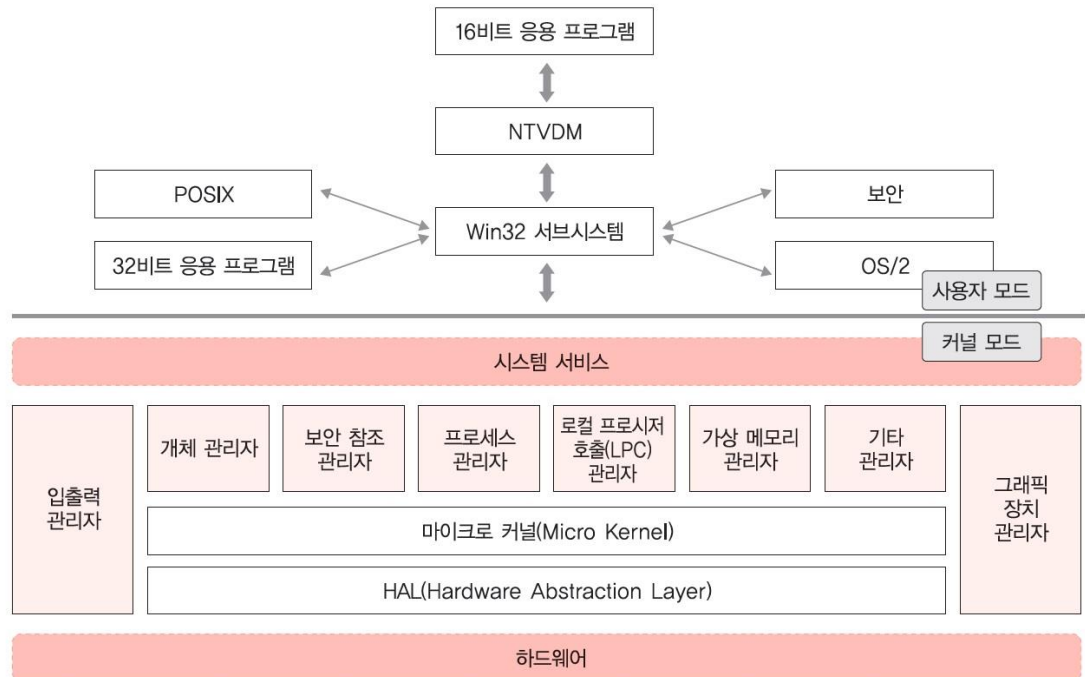 16비트 응용 프로그램
NTVDM
POSIX
보안
Win32 서브시스템
32비트 응용 프로그램
OS/2
사용자 모드
커널 모드
시스템 서비스
입출력
관리자
개체 관리자
보안 참조
관리자
프로세스
관리자
로컬 프로시저
호출(LPC)
관리자
가상 메모리
관리자
기타
관리자
그래픽
장치
관리자
마이크로 커널(Micro Kernel)
HAL(Hardware Abstraction Layer)
하드웨어